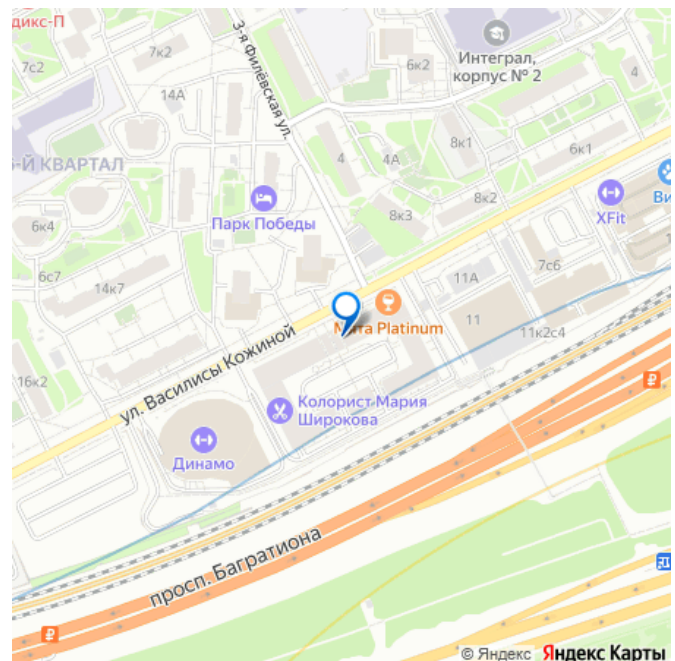 дикс-П
7с2
7к2
14А
3-я Филёвская ул.
6к2
Интеграл,
корпус № 2
4
8к1
6к1
4
4А
-Й КВАРТАЛ
8к2
XFit
Ви
8к3
Парк Победы
6к4
6с7
14к7
11А
7с6
Мята Platinum
11
11к2с4
ул. Василисы Кожиной
16к2
Колорист Мария
Широкова
Динамо
просп. Багратиона
© Яндекс Яндекс Карты